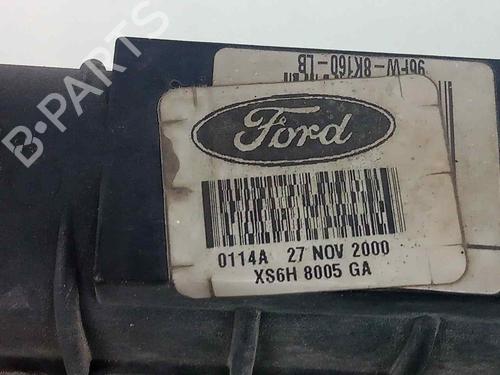 B-PARTS
96FW-8K160-LB
Ford
0114A 27 NOV 2000
XS6H 8005 GA